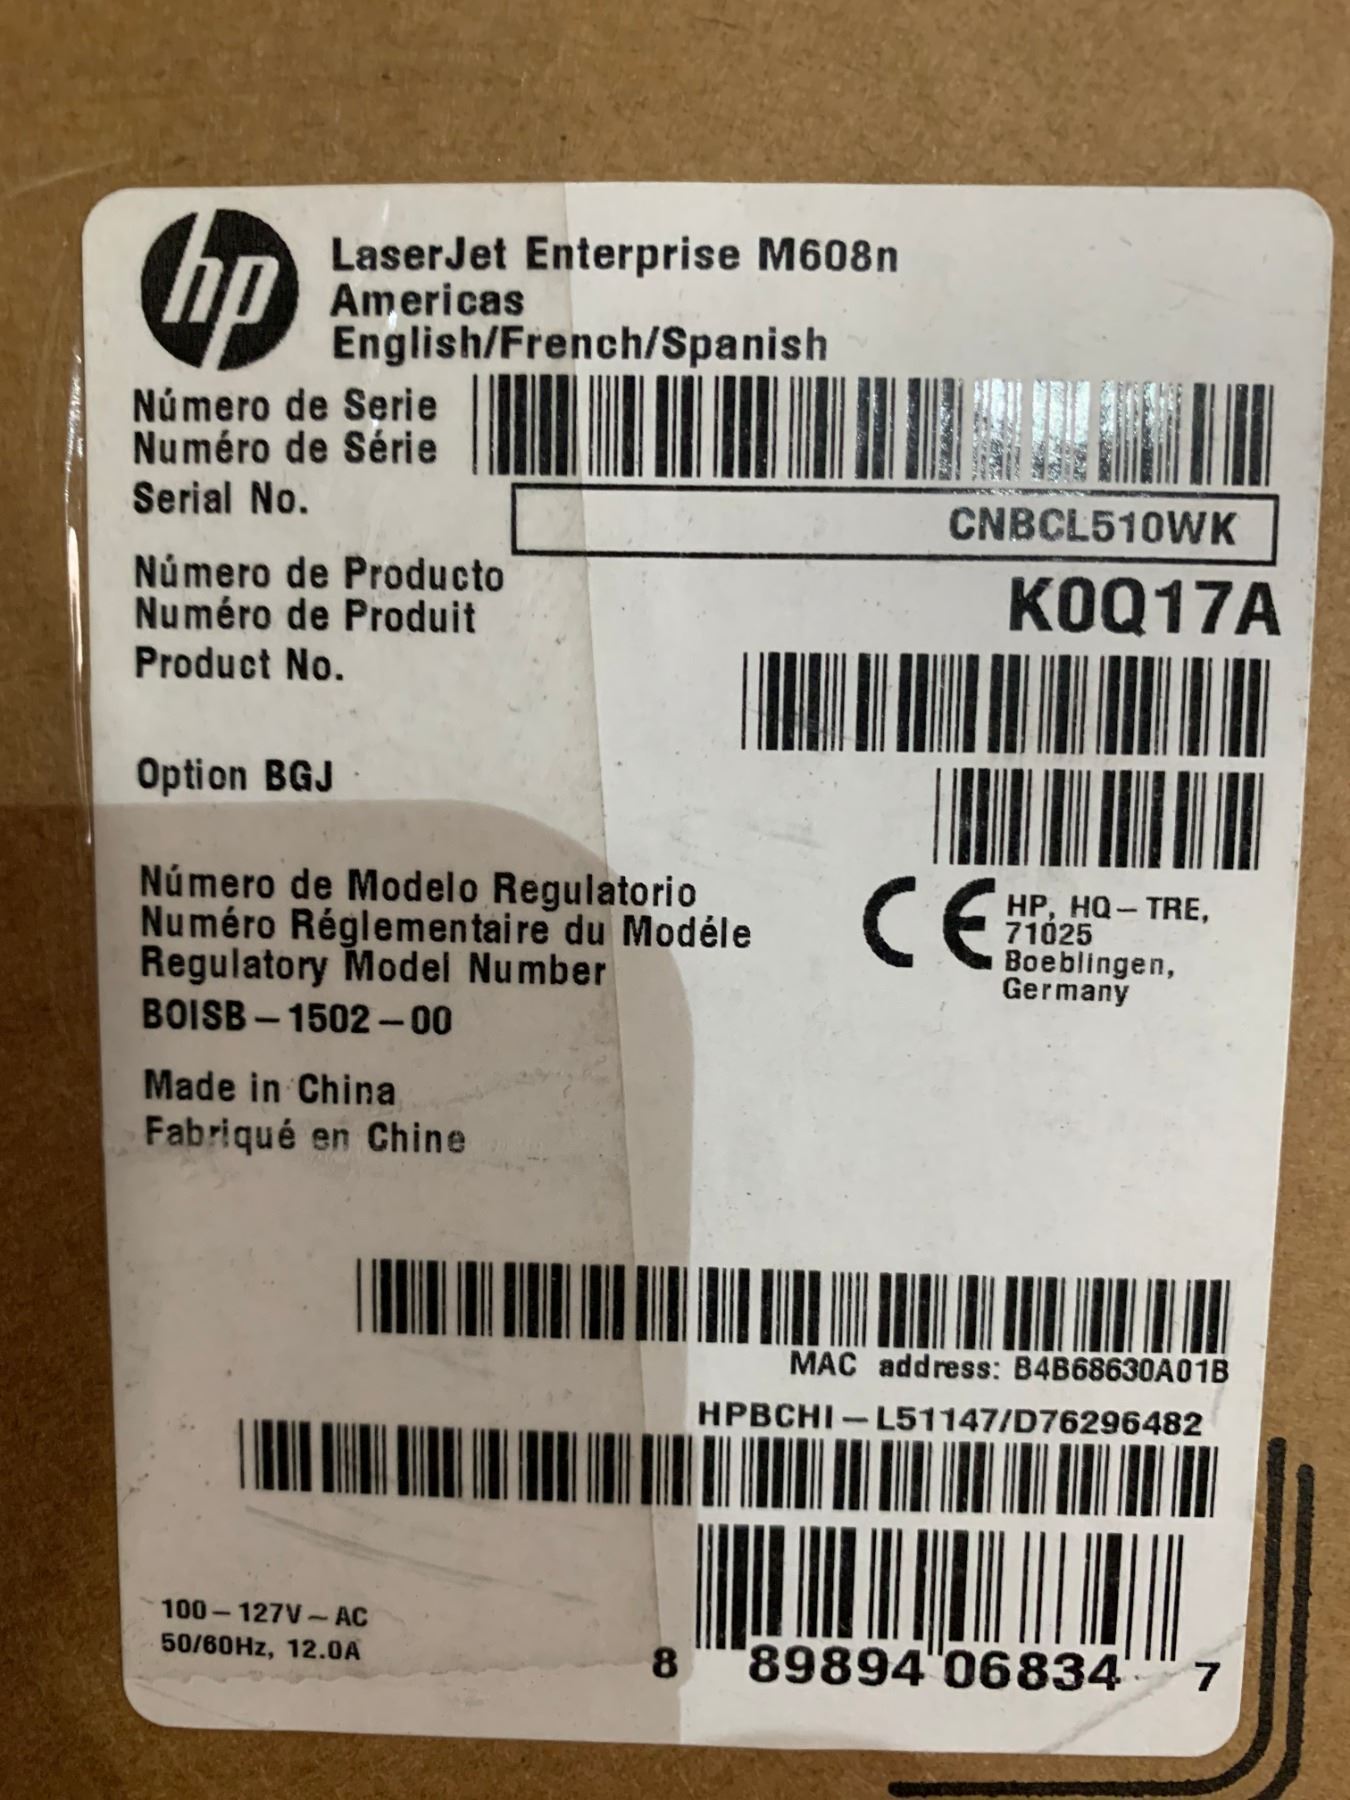 hp
LaserJet Enterprise M608n
Americas
English/French/Spanish
Número de Serie
Numéro de Série
Serial No.
CNBCL510WK
Número de Producto
Numéro de Produit
Product No.
K0Q17A
Option BGJ
Número de Modelo Regulatorio
Numéro Réglementaire du Modéle
Regulatory Model Number
BOISB-1502-00
CE
HP, HQ-TRE,
71025
Boeblingen,
Germany
Made in China
Fabriqué en Chine
MAC address: B4B68630A01B
HPBCHI-L51147/D76296482
100-127V~AC
50/60Hz, 12.0A
8 89894 06834 7